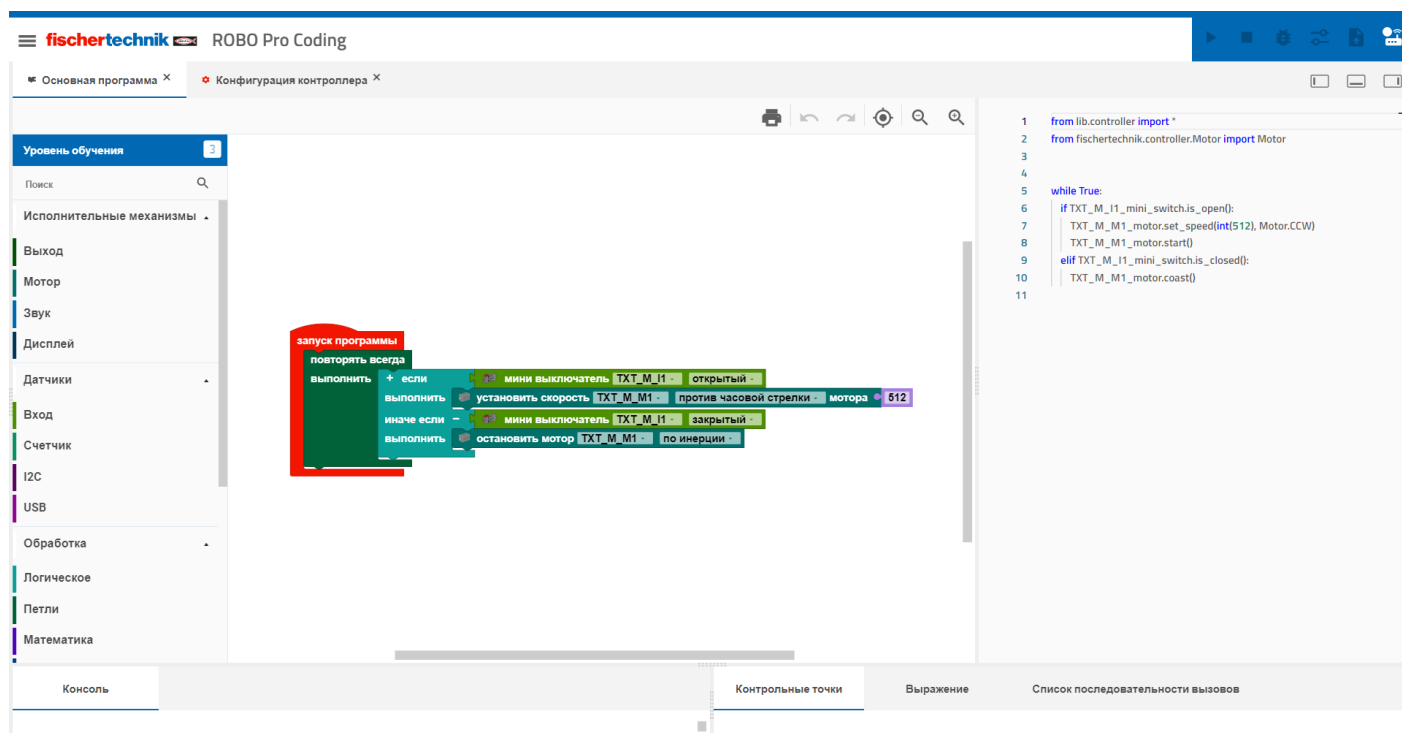 fischertechnik ROBO Pro Coding
Основная программа ×
Конфигурация контроллера ×
Уровень обучения 3
Поиск
Исполнительные механизмы
Выход
Мотор
Звук
Дисплей
Датчики
Вход
Счетчик
I2C
USB
Обработка
Логическое
Петли
Математика
запуск программы
повторять всегда
выполнить + если мини выключатель TXT_M_I1 открытый
выполнить установить скорость TXT_M_M1 против часовой стрелки мотора 512
иначе если − мини выключатель TXT_M_I1 закрытый
выполнить остановить мотор TXT_M_M1 по инерции
1 from lib.controller import *
2 from fischertechnik.controller.Motor import Motor
3
4
5 while True:
6 if TXT_M_I1_mini_switch.is_open():
7 TXT_M_M1_motor.set_speed(int(512), Motor.CCW)
8 TXT_M_M1_motor.start()
9 elif TXT_M_I1_mini_switch.is_closed():
10 TXT_M_M1_motor.coast()
11
Консоль
Контрольные точки
Выражение
Список последовательности вызовов